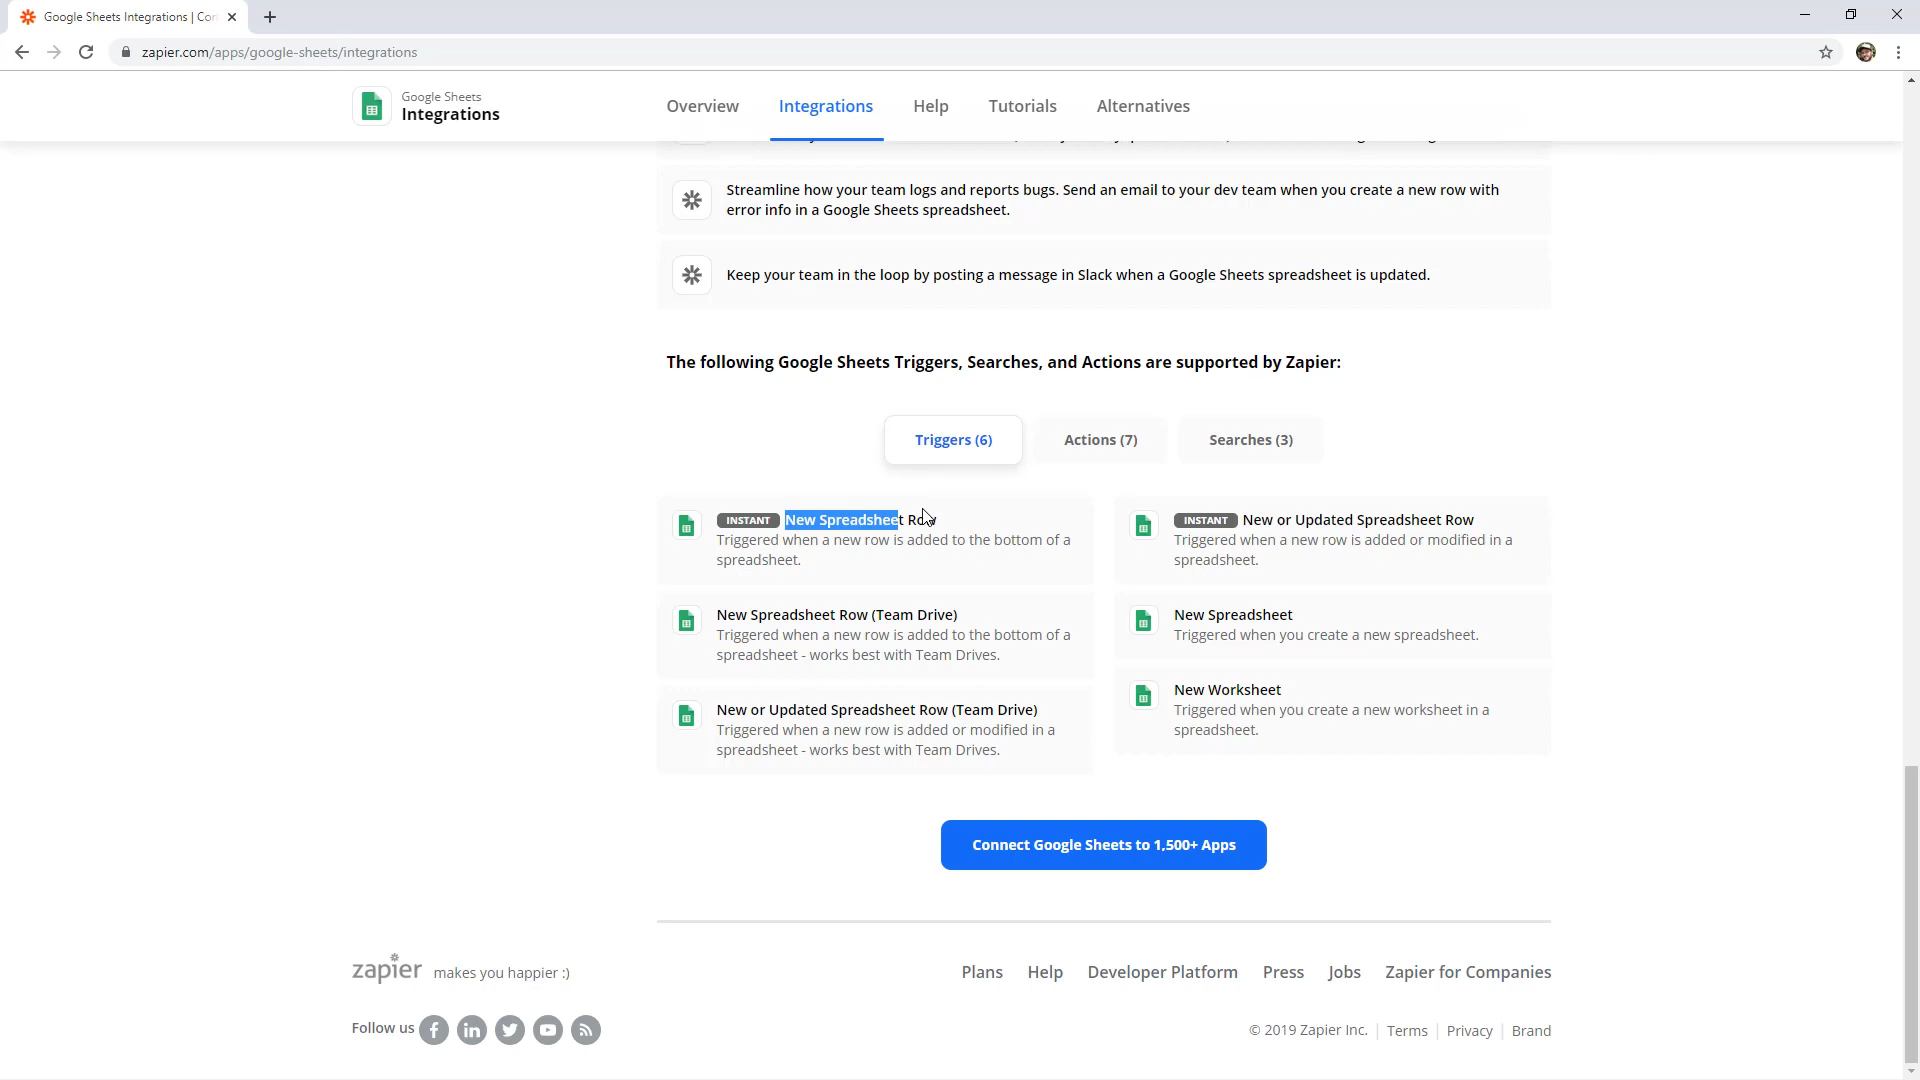 Google Sheets Integrations | Con
zapier.com/apps/google-sheets/integrations
Google Sheets
Integrations
Overview
Integrations
Help
Tutorials
Alternatives
Streamline how your team logs and reports bugs. Send an email to your dev team when you create a new row with
error info in a Google Sheets spreadsheet.
Keep your team in the loop by posting a message in Slack when a Google Sheets spreadsheet is updated.
The following Google Sheets Triggers, Searches, and Actions are supported by Zapier:
Triggers (6)
Actions (7)
Searches (3)
INSTANT New Spreadsheet Row
Triggered when a new row is added to the bottom of a
spreadsheet.
INSTANT New or Updated Spreadsheet Row
Triggered when a new row is added or modified in a
spreadsheet.
New Spreadsheet Row (Team Drive)
Triggered when a new row is added to the bottom of a
spreadsheet - works best with Team Drives.
New Spreadsheet
Triggered when you create a new spreadsheet.
New or Updated Spreadsheet Row (Team Drive)
Triggered when a new row is added or modified in a
spreadsheet - works best with Team Drives.
New Worksheet
Triggered when you create a new worksheet in a
spreadsheet.
Connect Google Sheets to 1,500+ Apps
zapier makes you happier :)
Plans
Help
Developer Platform
Press
Jobs
Zapier for Companies
Follow us
© 2019 Zapier Inc. | Terms | Privacy | Brand